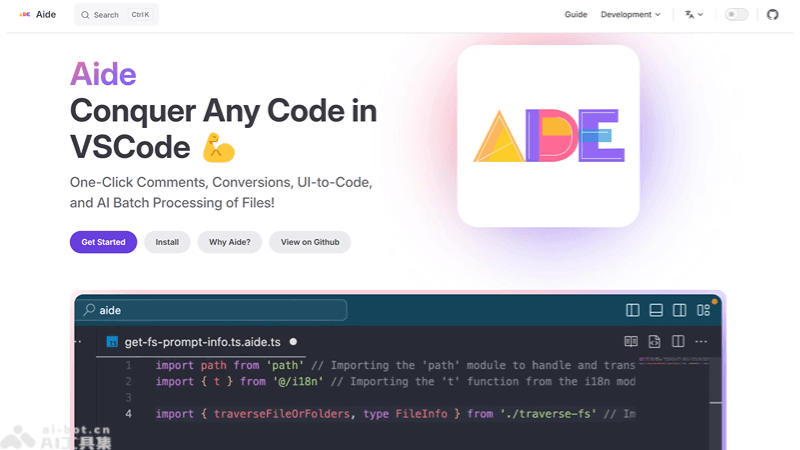 ADE Aide Search Ctrl K Guide Development
Aide
Conquer Any Code in
VSCode 💪
One-Click Comments, Conversions, UI-to-Code,
and AI Batch Processing of Files!
Get Started Install Why Aide? View on Github
ADE
aide
get-fs-prompt-info.ts.aide.ts
1 import path from 'path' // Importing the 'path' module to handle and trans
2 import { t } from '@/i18n' // Importing the 't' function from the i18n mod
3
4 import { traverseFileOrFolders, type FileInfo } from './traverse-fs' // Im
ai-bot.cn
AI工具集